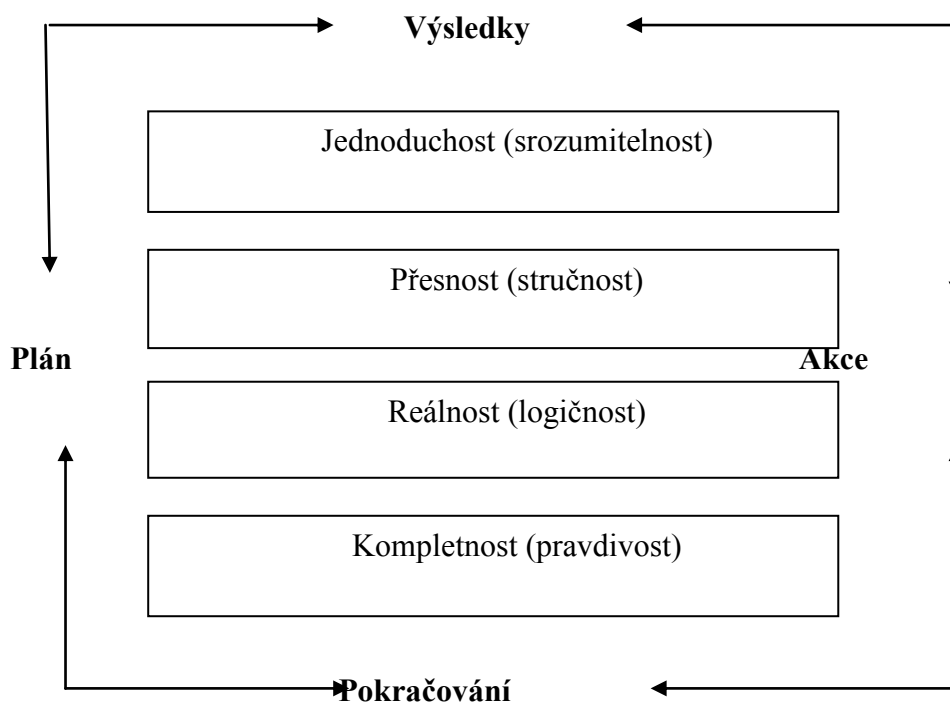 Výsledky
Jednoduchost (srozumitelnost)
Přesnost (stručnost)
Plán
Akce
Reálnost (logičnost)
Kompletnost (pravdivost)
Pokračování